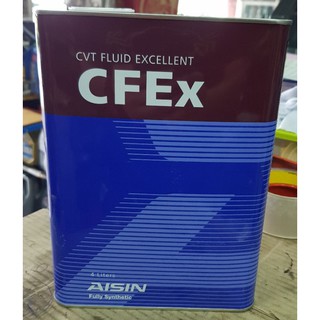 CVT FLUID EXCELLENT
CFEx
4 Liters
AISIN
Fully Synthetic